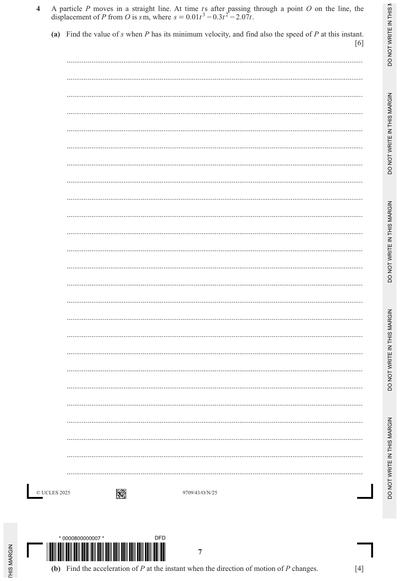 4 A particle P moves in a straight line. At time t s after passing through a point O on the line, the
displacement of P from O is s m, where s = 0.01t³ − 0.3t² − 2.07t.
(a) Find the value of s when P has its minimum velocity, and find also the speed of P at this instant.
[6]
DO NOT WRITE IN THIS M
DO NOT WRITE IN THIS MARGIN
DO NOT WRITE IN THIS MARGIN
DO NOT WRITE IN THIS MARGIN
DO NOT WRITE IN THIS MARGIN
© UCLES 2025
9709/43/O/N/25
* 0000800000007 *
DFD
7
THIS MARGIN
(b) Find the acceleration of P at the instant when the direction of motion of P changes. [4]